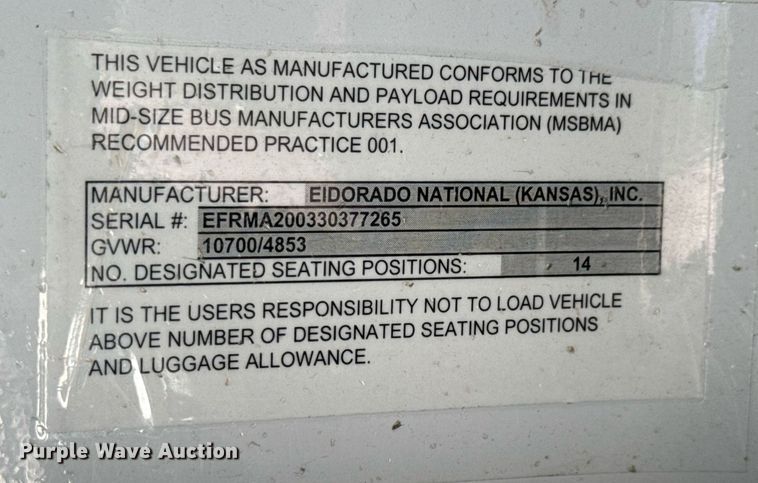 THIS VEHICLE AS MANUFACTURED CONFORMS TO THE
WEIGHT DISTRIBUTION AND PAYLOAD REQUIREMENTS IN
MID-SIZE BUS MANUFACTURERS ASSOCIATION (MSBMA)
RECOMMENDED PRACTICE 001.
MANUFACTURER: ElDORADO NATIONAL (KANSAS), INC.
SERIAL #: EFRMA200330377265
GVWR: 10700/4853
NO. DESIGNATED SEATING POSITIONS: 14
IT IS THE USERS RESPONSIBILITY NOT TO LOAD VEHICLE
ABOVE NUMBER OF DESIGNATED SEATING POSITIONS
AND LUGGAGE ALLOWANCE.
Purple Wave Auction